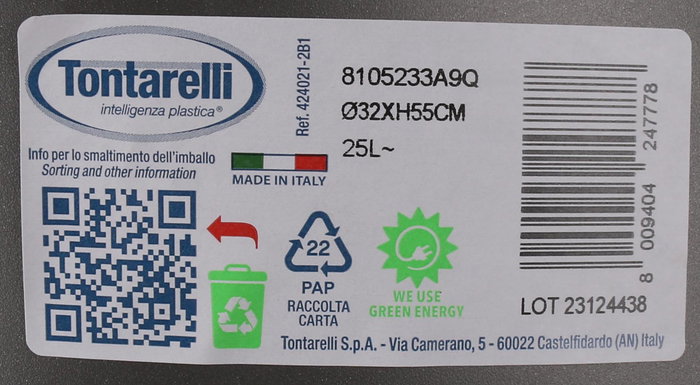 Tontarelli
intelligenza plastica®
Ref. 424021-2B1
8105233A9Q
Ø32XH55CM
25L~
Info per lo smaltimento dell'imballo
Sorting and other information
MADE IN ITALY
22
PAP
RACCOLTA
CARTA
WE USE
GREEN ENERGY
8 009404 247778
LOT 23124438
Tontarelli S.p.A. - Via Camerano, 5 - 60022 Castelfidardo (AN) Italy